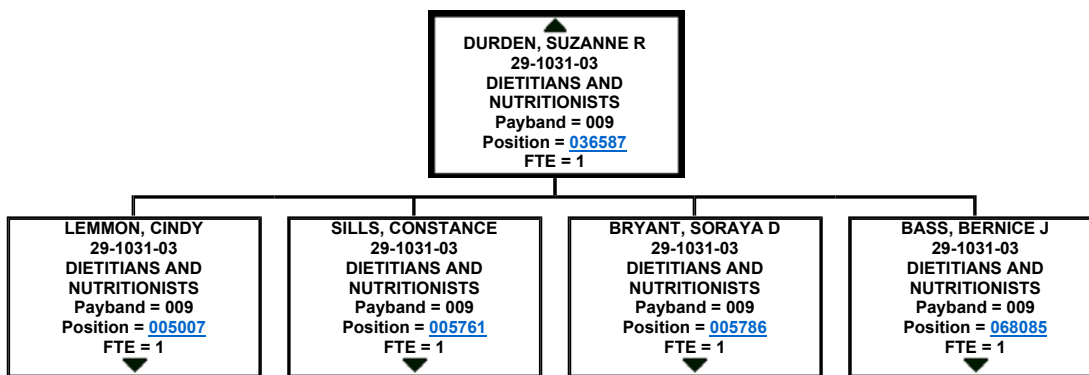 DURDEN, SUZANNE R
29-1031-03
DIETITIANS AND
NUTRITIONISTS
Payband = 009
Position = 036587
FTE = 1
LEMMON, CINDY
29-1031-03
DIETITIANS AND
NUTRITIONISTS
Payband = 009
Position = 005007
FTE = 1
SILLS, CONSTANCE
29-1031-03
DIETITIANS AND
NUTRITIONISTS
Payband = 009
Position = 005761
FTE = 1
BRYANT, SORAYA D
29-1031-03
DIETITIANS AND
NUTRITIONISTS
Payband = 009
Position = 005786
FTE = 1
BASS, BERNICE J
29-1031-03
DIETITIANS AND
NUTRITIONISTS
Payband = 009
Position = 068085
FTE = 1